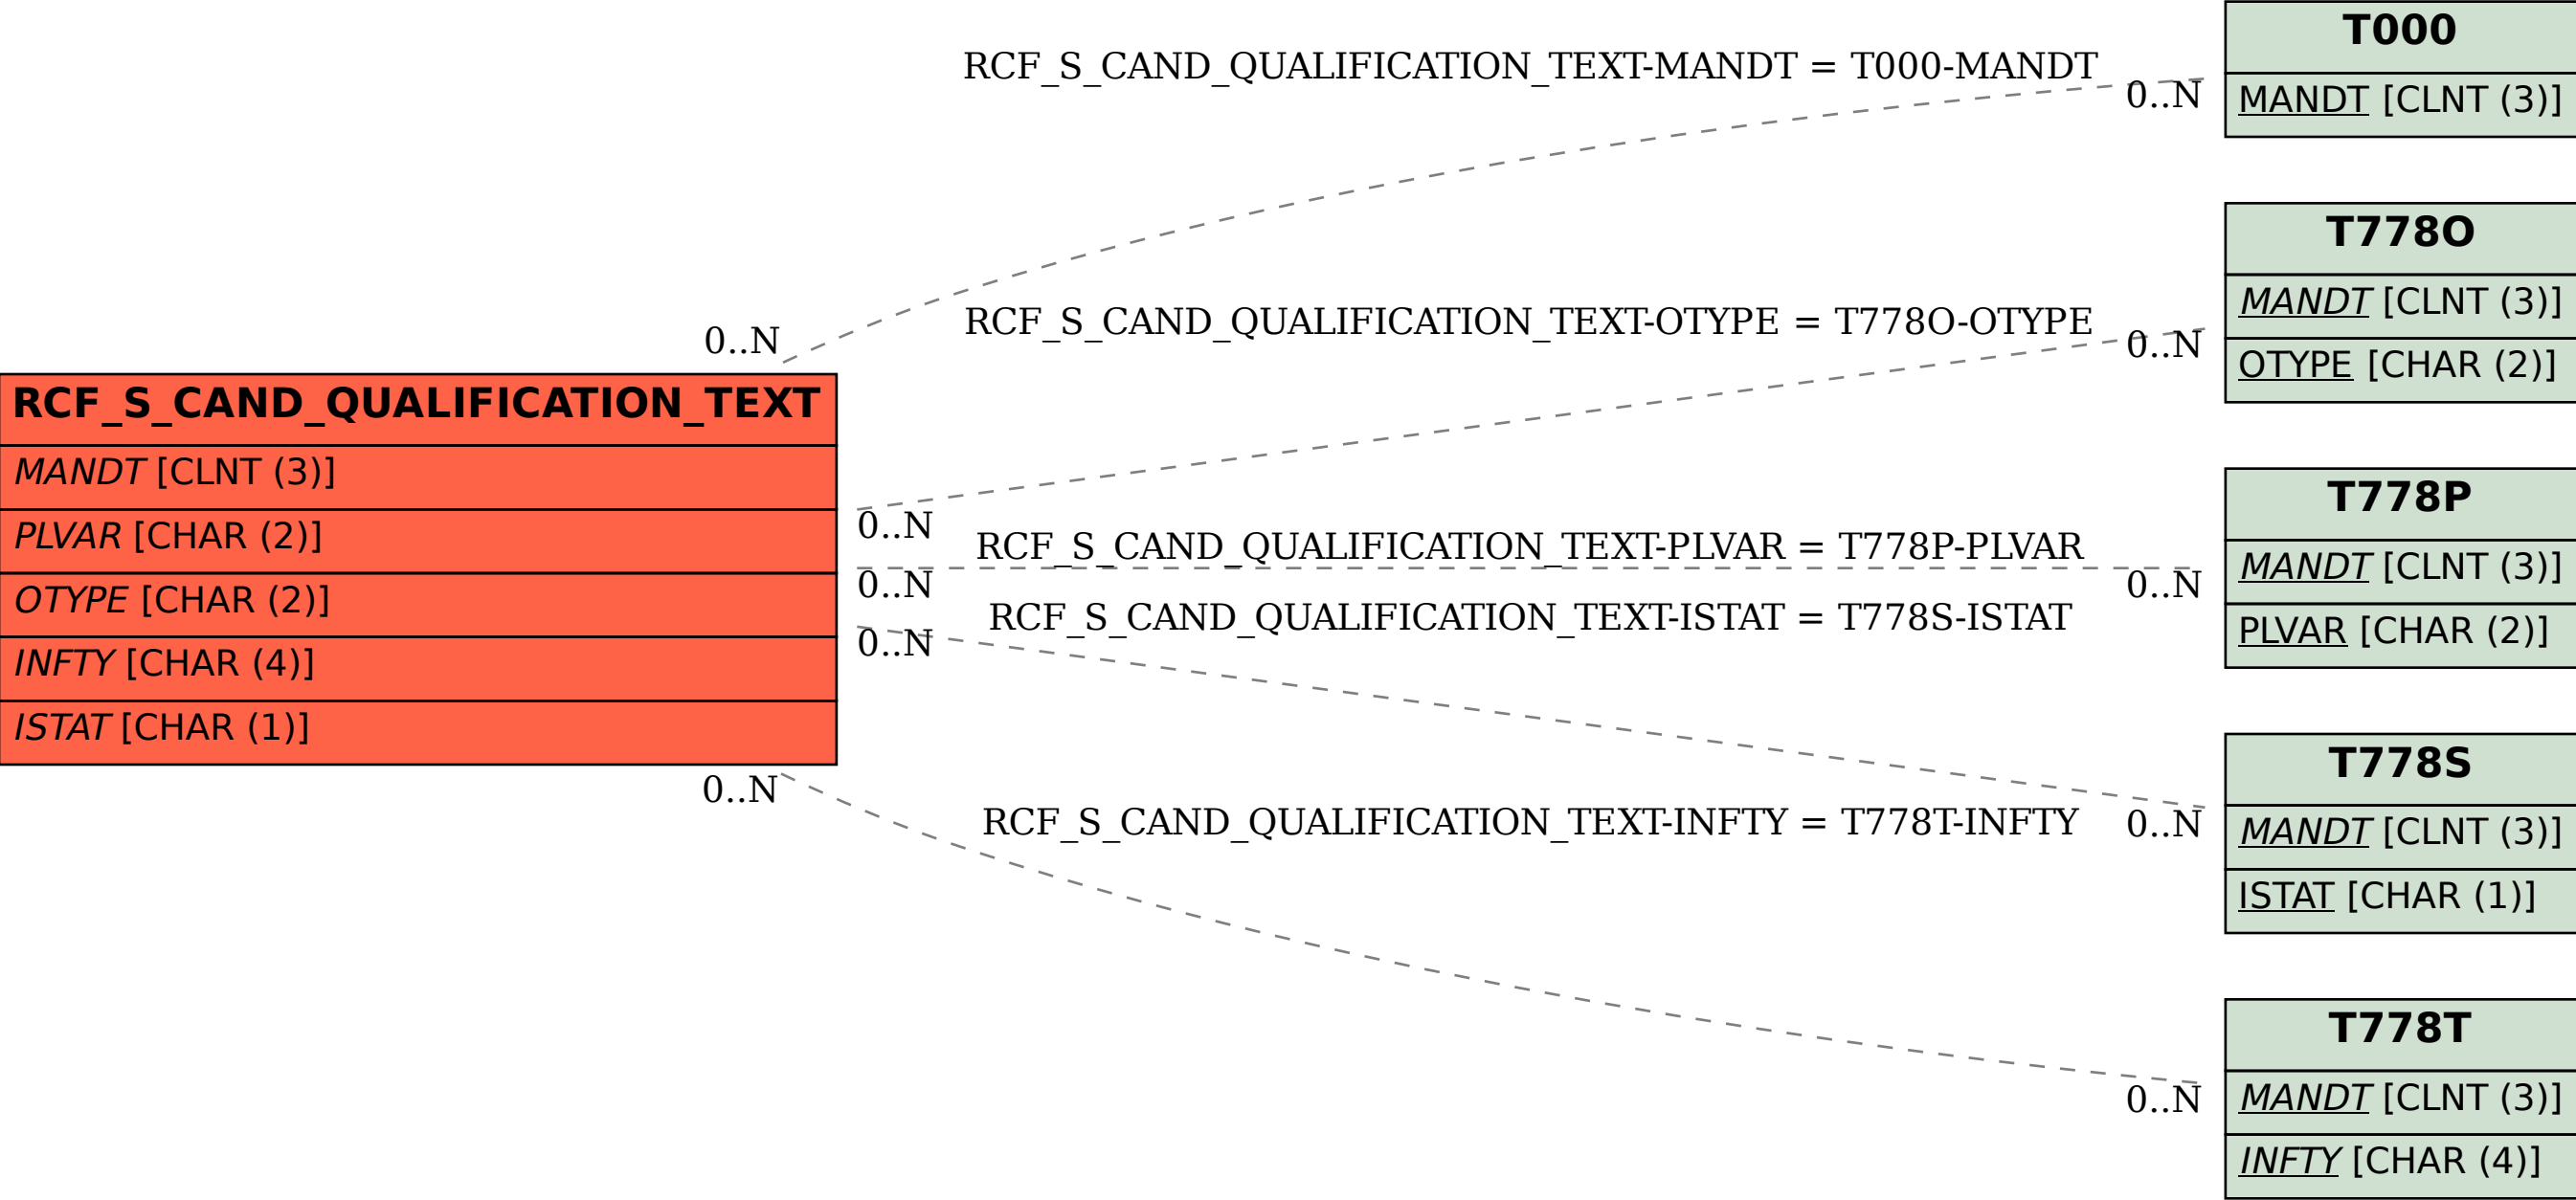 RCF_S_CAND_QUALIFICATION_TEXT
MANDT [CLNT (3)]
PLVAR [CHAR (2)]
OTYPE [CHAR (2)]
INFTY [CHAR (4)]
ISTAT [CHAR (1)]
RCF_S_CAND_QUALIFICATION_TEXT-MANDT = T000-MANDT
0..N
0..N
RCF_S_CAND_QUALIFICATION_TEXT-OTYPE = T778O-OTYPE
0..N
0..N
RCF_S_CAND_QUALIFICATION_TEXT-PLVAR = T778P-PLVAR
0..N
0..N
RCF_S_CAND_QUALIFICATION_TEXT-ISTAT = T778S-ISTAT
0..N
0..N
RCF_S_CAND_QUALIFICATION_TEXT-INFTY = T778T-INFTY
0..N
0..N
T000
MANDT [CLNT (3)]
T778O
MANDT [CLNT (3)]
OTYPE [CHAR (2)]
T778P
MANDT [CLNT (3)]
PLVAR [CHAR (2)]
T778S
MANDT [CLNT (3)]
ISTAT [CHAR (1)]
T778T
MANDT [CLNT (3)]
INFTY [CHAR (4)]